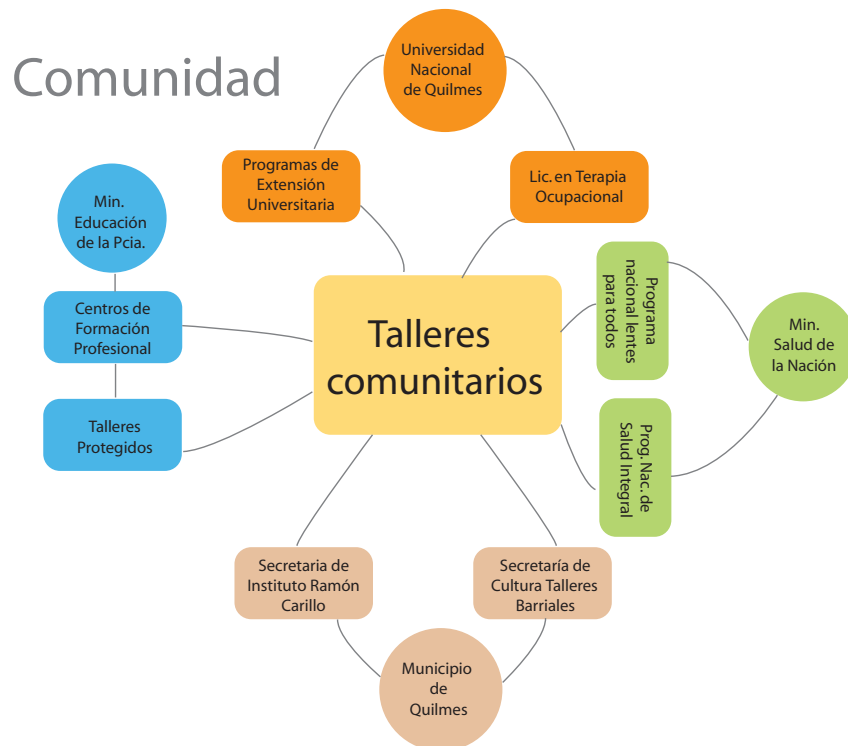 Comunidad
Universidad
Nacional
de Quilmes
Programas de
Extensión
Universitaria
Lic. en Terapia
Ocupacional
Min.
Educación
de la Pcia.
Centros de
Formación
Profesional
Talleres
Protegidos
Talleres
comunitarios
Programa
nacional lentes
para todos
Min.
Salud de
la Nación
Prog. Nac. de
Salud Integral
Secretaria de
Instituto Ramón
Carillo
Secretaría de
Cultura Talleres
Barriales
Municipio
de
Quilmes